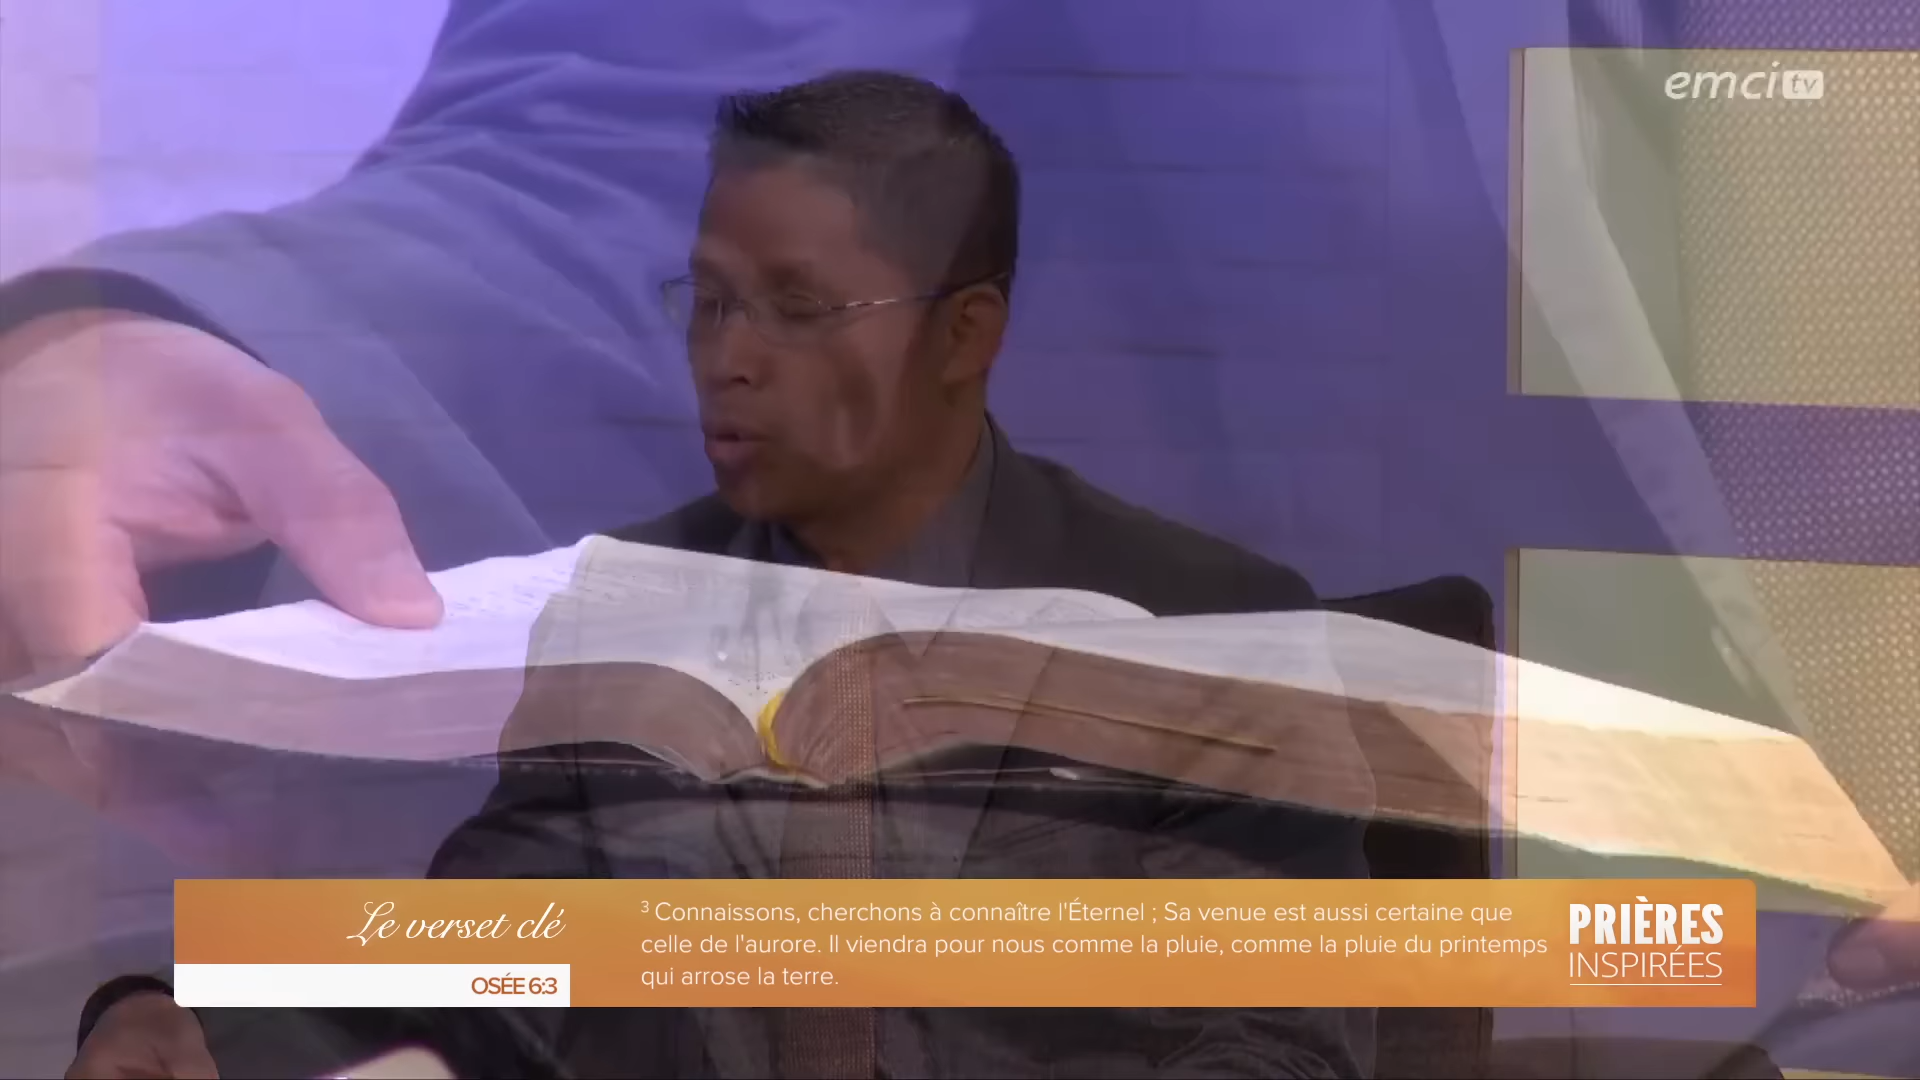 emci tv
Le verset clé
OSÉE 6:3
³ Connaissons, cherchons à connaître l'Éternel ; Sa venue est aussi certaine que
celle de l'aurore. Il viendra pour nous comme la pluie, comme la pluie du printemps
qui arrose la terre.
PRIÈRES
INSPIRÉES